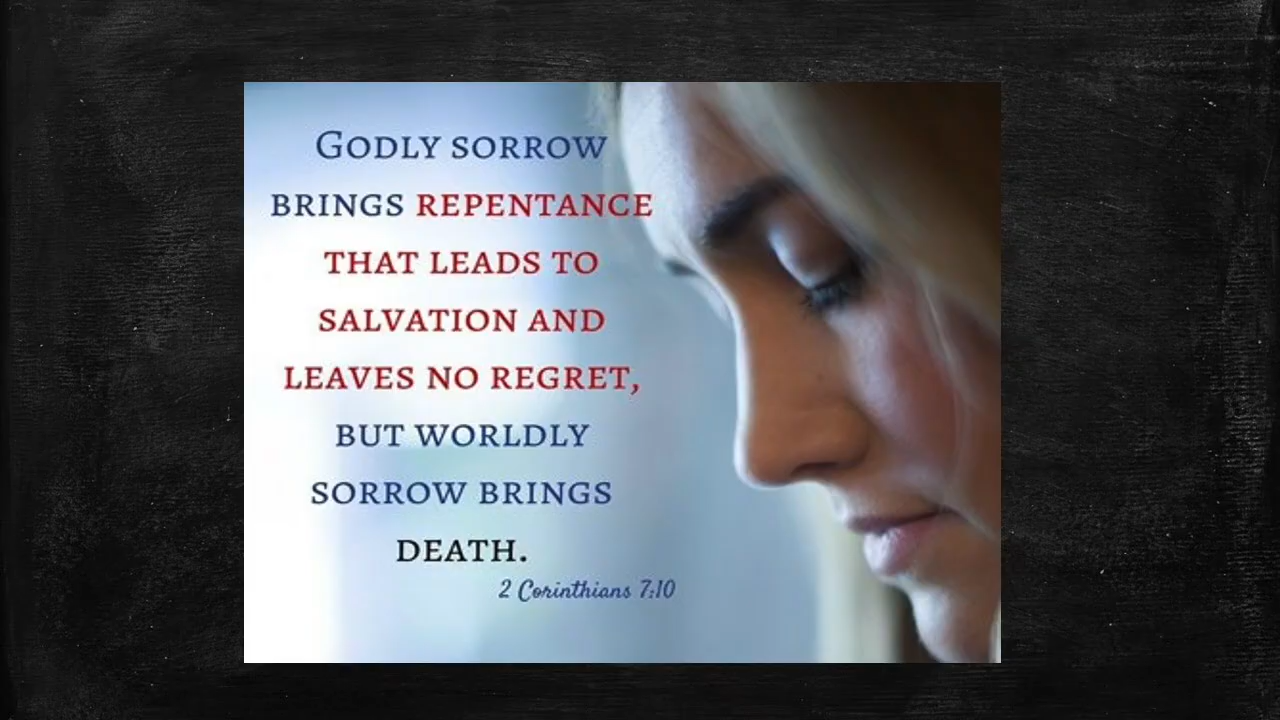 Godly sorrow
brings repentance
that leads to
salvation and
leaves no regret,
but worldly
sorrow brings
death.
2 Corinthians 7:10